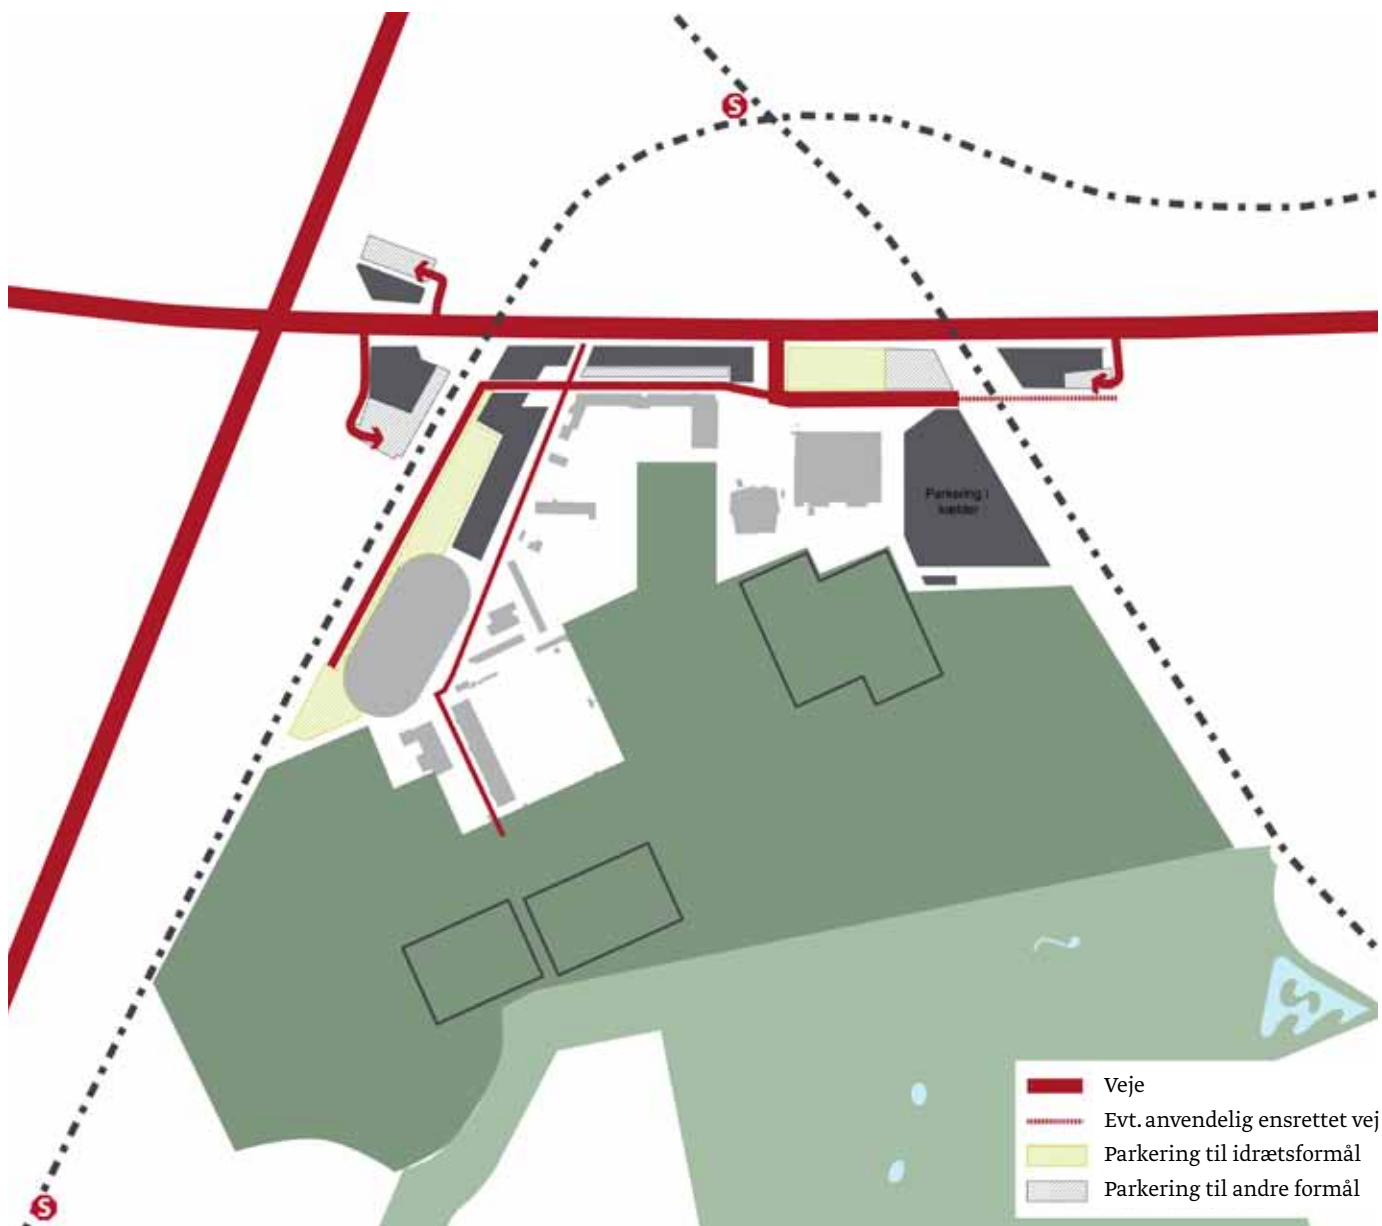 S
Parkering i
kælder
Veje
Evt. anvendelig ensrettet vej
Parkering til idrætsformål
Parkering til andre formål
S